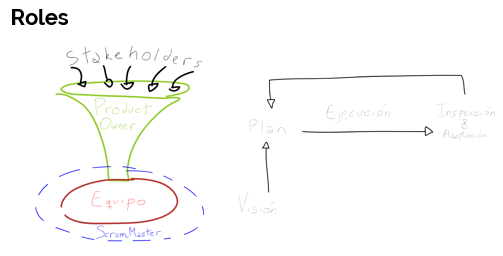 Roles
Stakeholders
Product
Owner
Equipo
ScrumMaster
Ejecución
Plan
Inspección
&
Adaptación
Visión